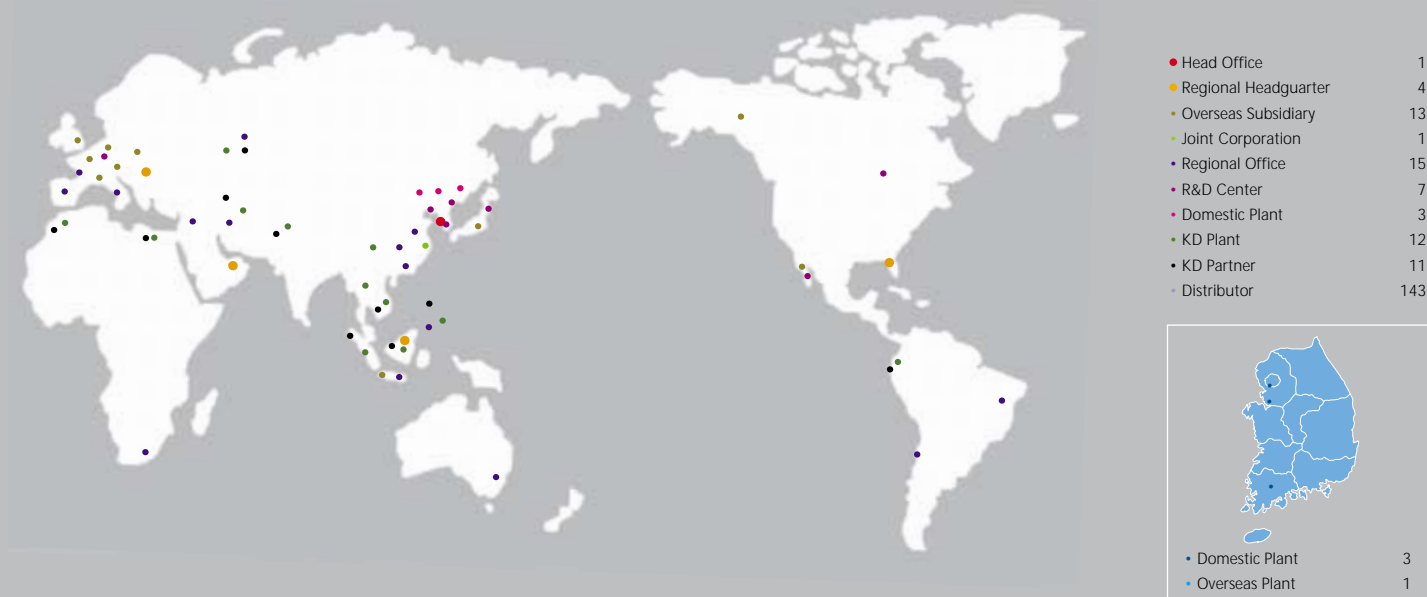 Head Office 1
Regional Headguarter 4
Overseas Subsidiary 13
Joint Corporation 1
Regional Office 15
R&D Center 7
Domestic Plant 3
KD Plant 12
KD Partner 11
Distributor 143
Domestic Plant 3
Overseas Plant 1